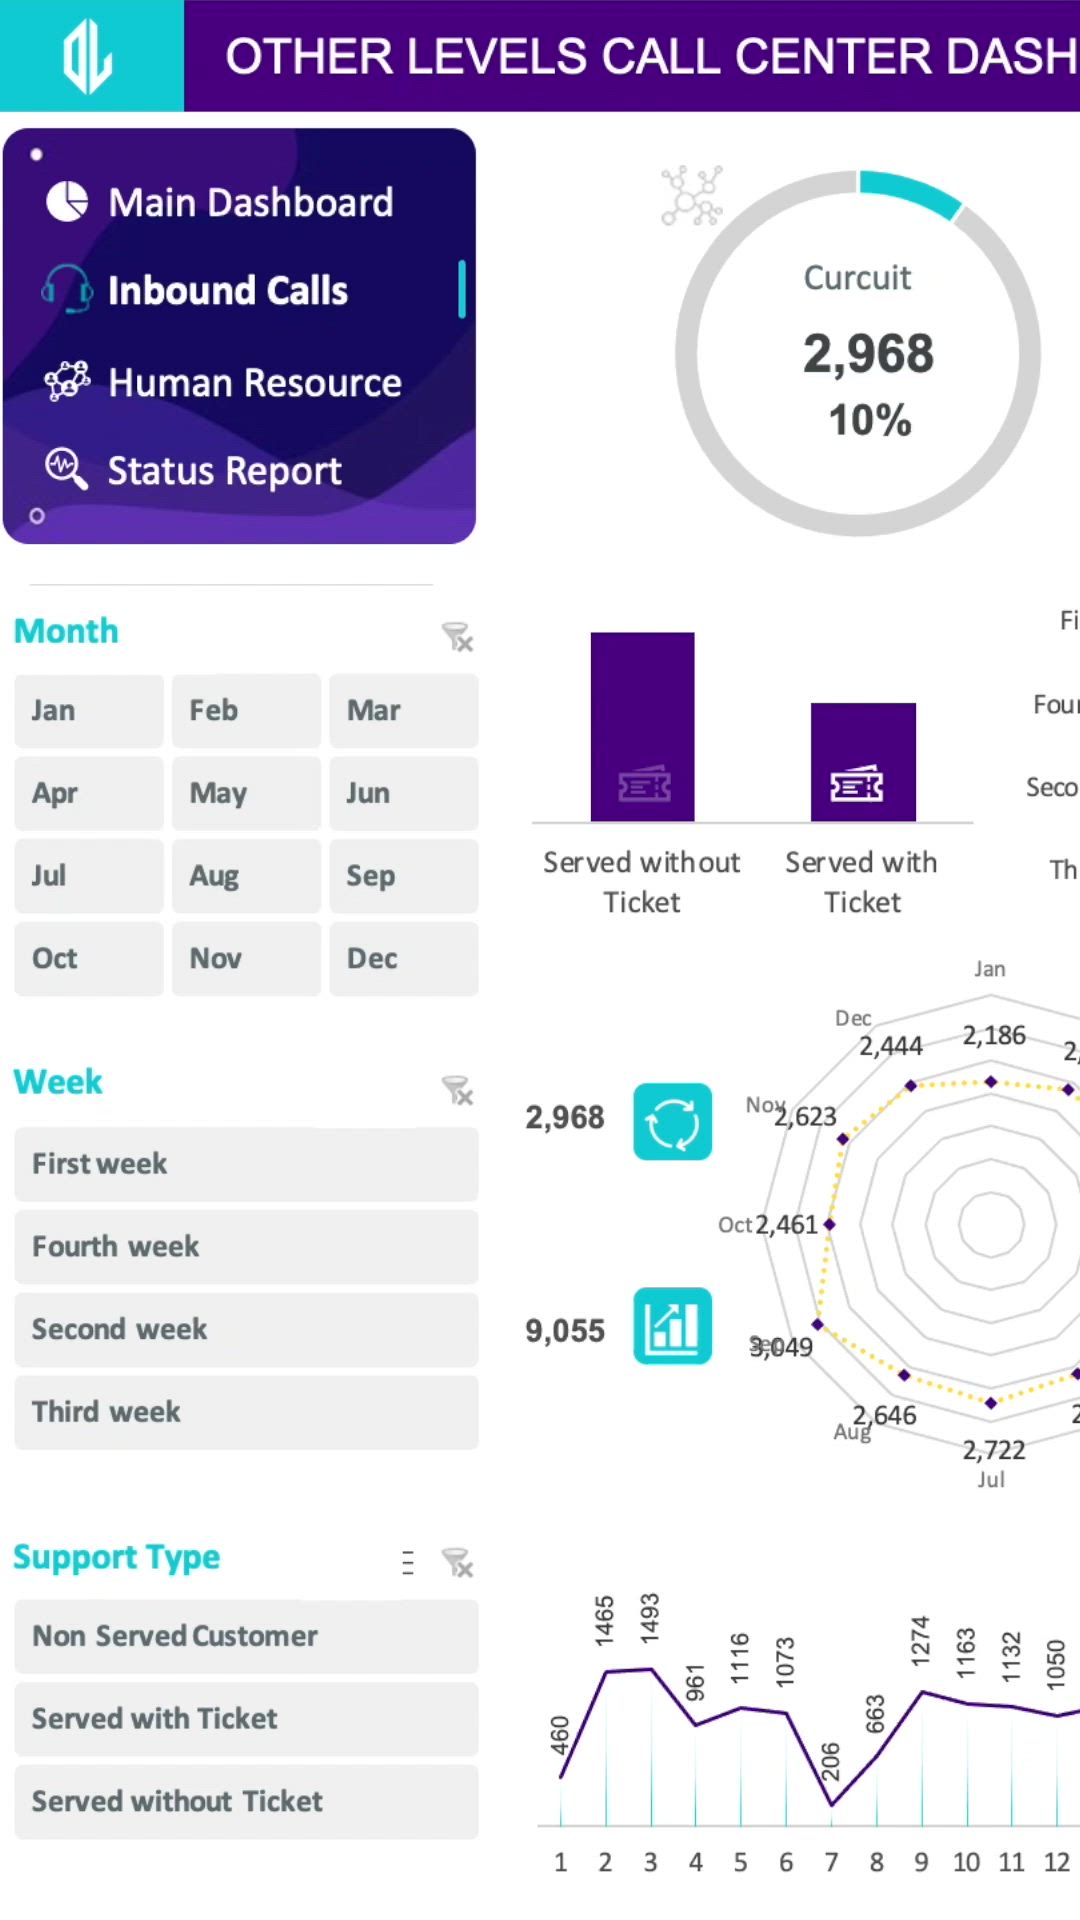 OTHER LEVELS CALL CENTER DASH
Main Dashboard
Inbound Calls
Human Resource
Status Report
Curcuit
2,968
10%
Month
Jan Feb Mar
Apr May Jun
Jul Aug Sep
Oct Nov Dec
Served without
Ticket
Served with
Ticket
Fi
Four
Seco
Th
Week
First week
Fourth week
Second week
Third week
2,968
9,055
Jan
2,186
Dec
2,444
Nov
2,623
Oct 2,461
Sep
3,049
Aug
2,646
2,722
Jul
2,
2
Support Type
Non Served Customer
Served with Ticket
Served without Ticket
460 1465 1493 961 1116 1073 206 663 1274 1163 1132 1050
1 2 3 4 5 6 7 8 9 10 11 12